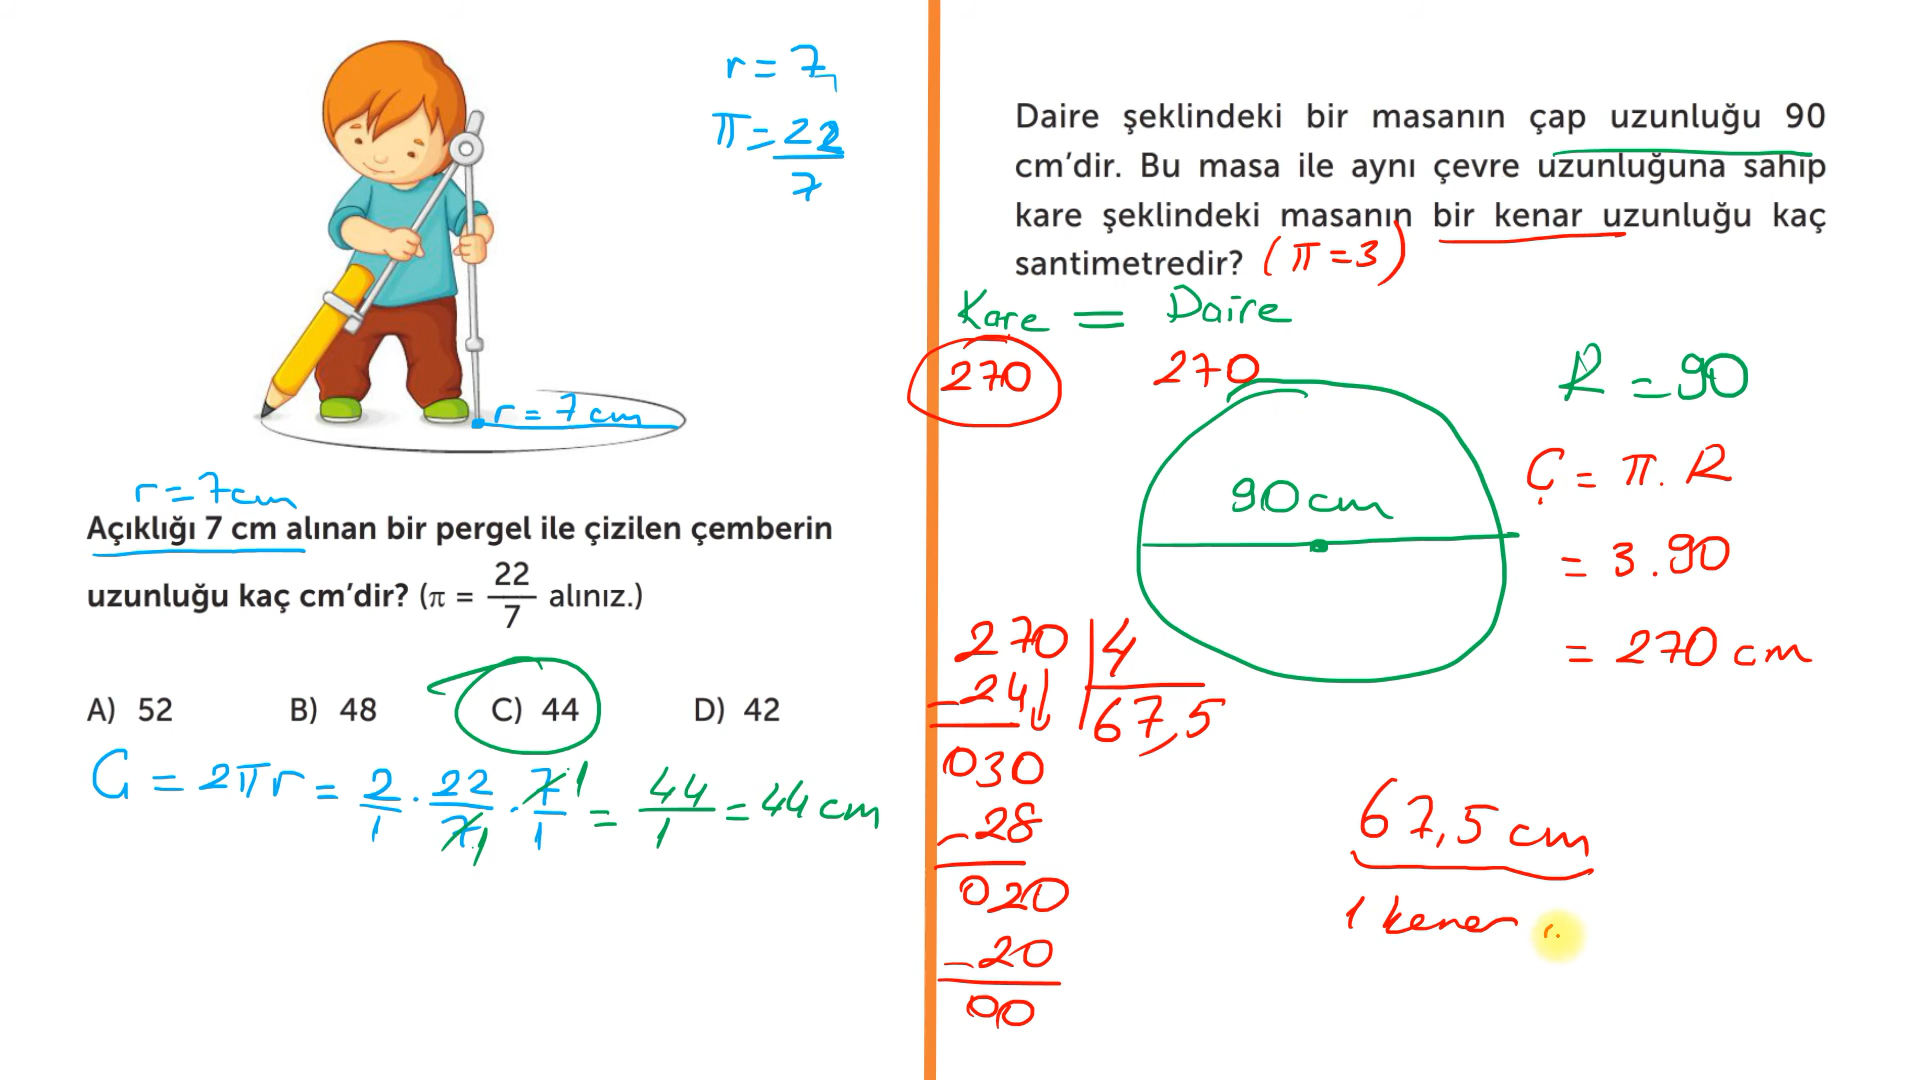 r = 7
π = 22/7
r = 7 cm
r = 7cm
Açıklığı 7 cm alınan bir pergel ile çizilen çemberin
uzunluğu kaç cm'dir? (π = 22/7 alınız.)
A) 52 B) 48 C) 44 D) 42
Ç = 2πr = 2/1 . 22/7 1 . 7/1 1 = 44/1 = 44 cm
Daire şeklindeki bir masanın çap uzunluğu 90
cm'dir. Bu masa ile aynı çevre uzunluğuna sahip
kare şeklindeki masanın bir kenar uzunluğu kaç
santimetredir? (π = 3)
Kare = Daire
270 270
R = 90
90 cm
Ç = π . R
= 3 . 90
= 270 cm
270 | 4
- 24 67,5
030
- 28
020
- 20
00
67,5 cm
1 kenar